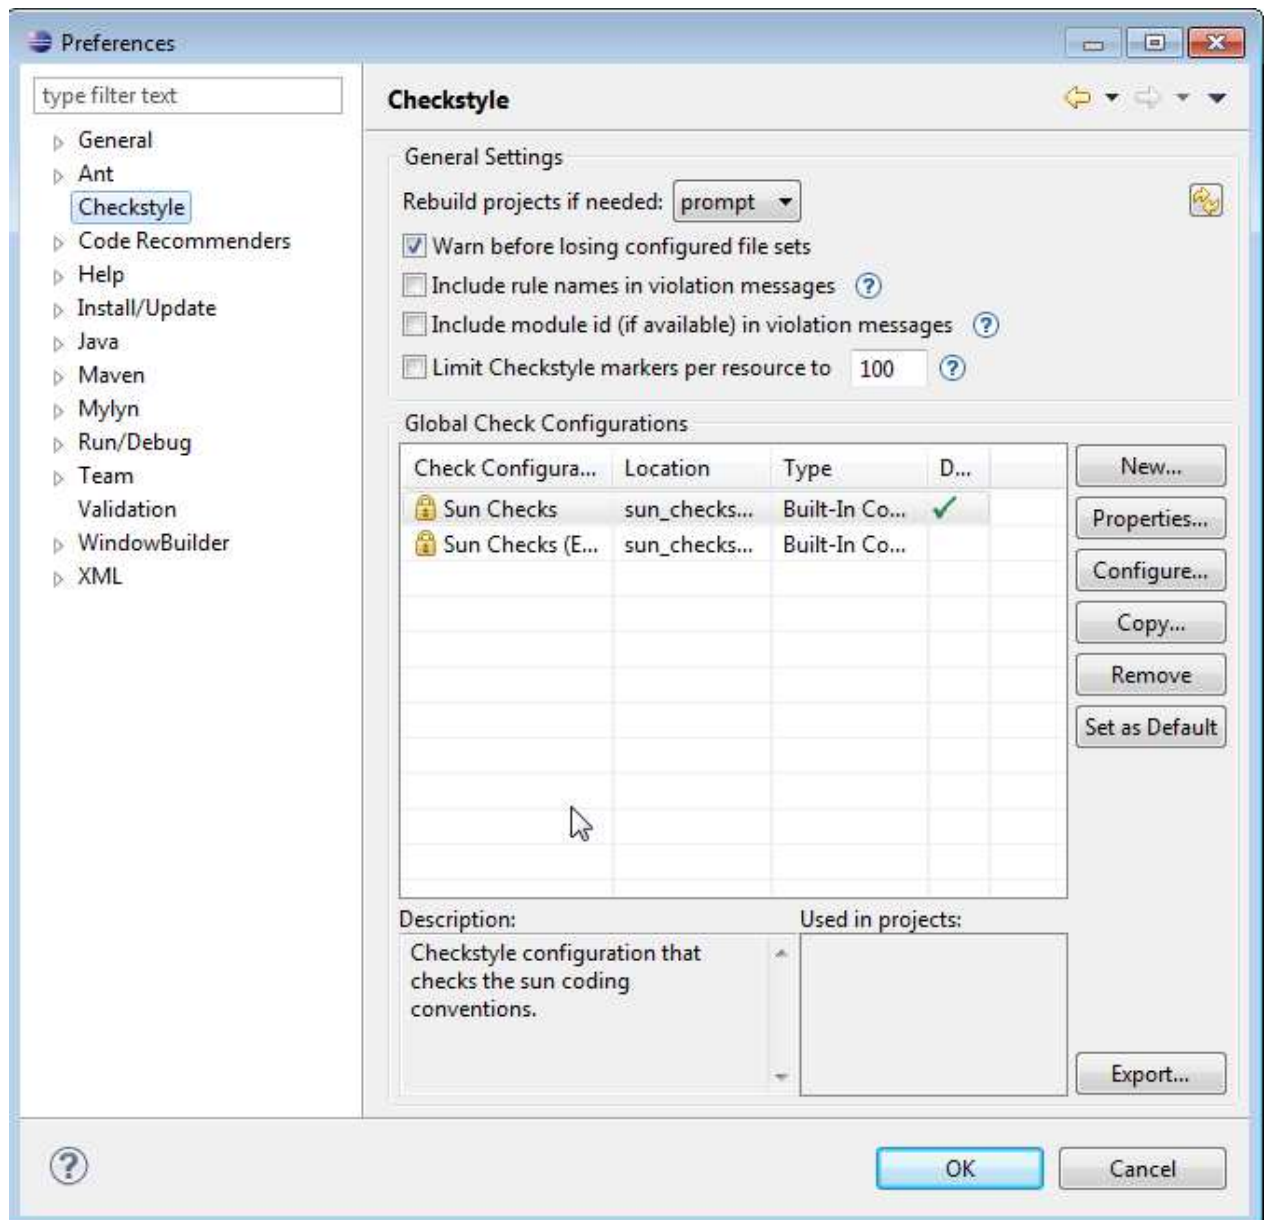 Preferences
type filter text
General
Ant
Checkstyle
Code Recommenders
Help
Install/Update
Java
Maven
Mylyn
Run/Debug
Team
Validation
WindowBuilder
XML
Checkstyle
General Settings
Rebuild projects if needed: prompt
Warn before losing configured file sets
Include rule names in violation messages ?
Include module id (if available) in violation messages ?
Limit Checkstyle markers per resource to 100 ?
Global Check Configurations
Check Configura... Location Type D...
Sun Checks sun_checks... Built-In Co...
Sun Checks (E... sun_checks... Built-In Co...
New...
Properties...
Configure...
Copy...
Remove
Set as Default
Description:
Checkstyle configuration that
checks the sun coding
conventions.
Used in projects:
Export...
?
OK
Cancel